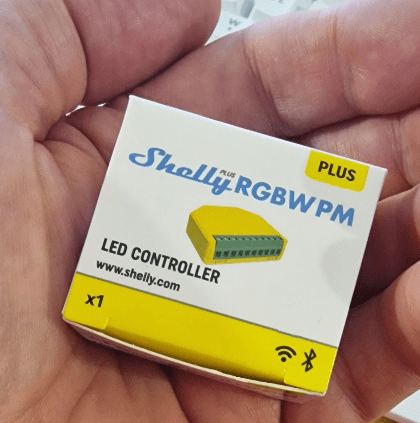 PLUS
Shelly PLUS RGBW PM
LED CONTROLLER
www.shelly.com
x1